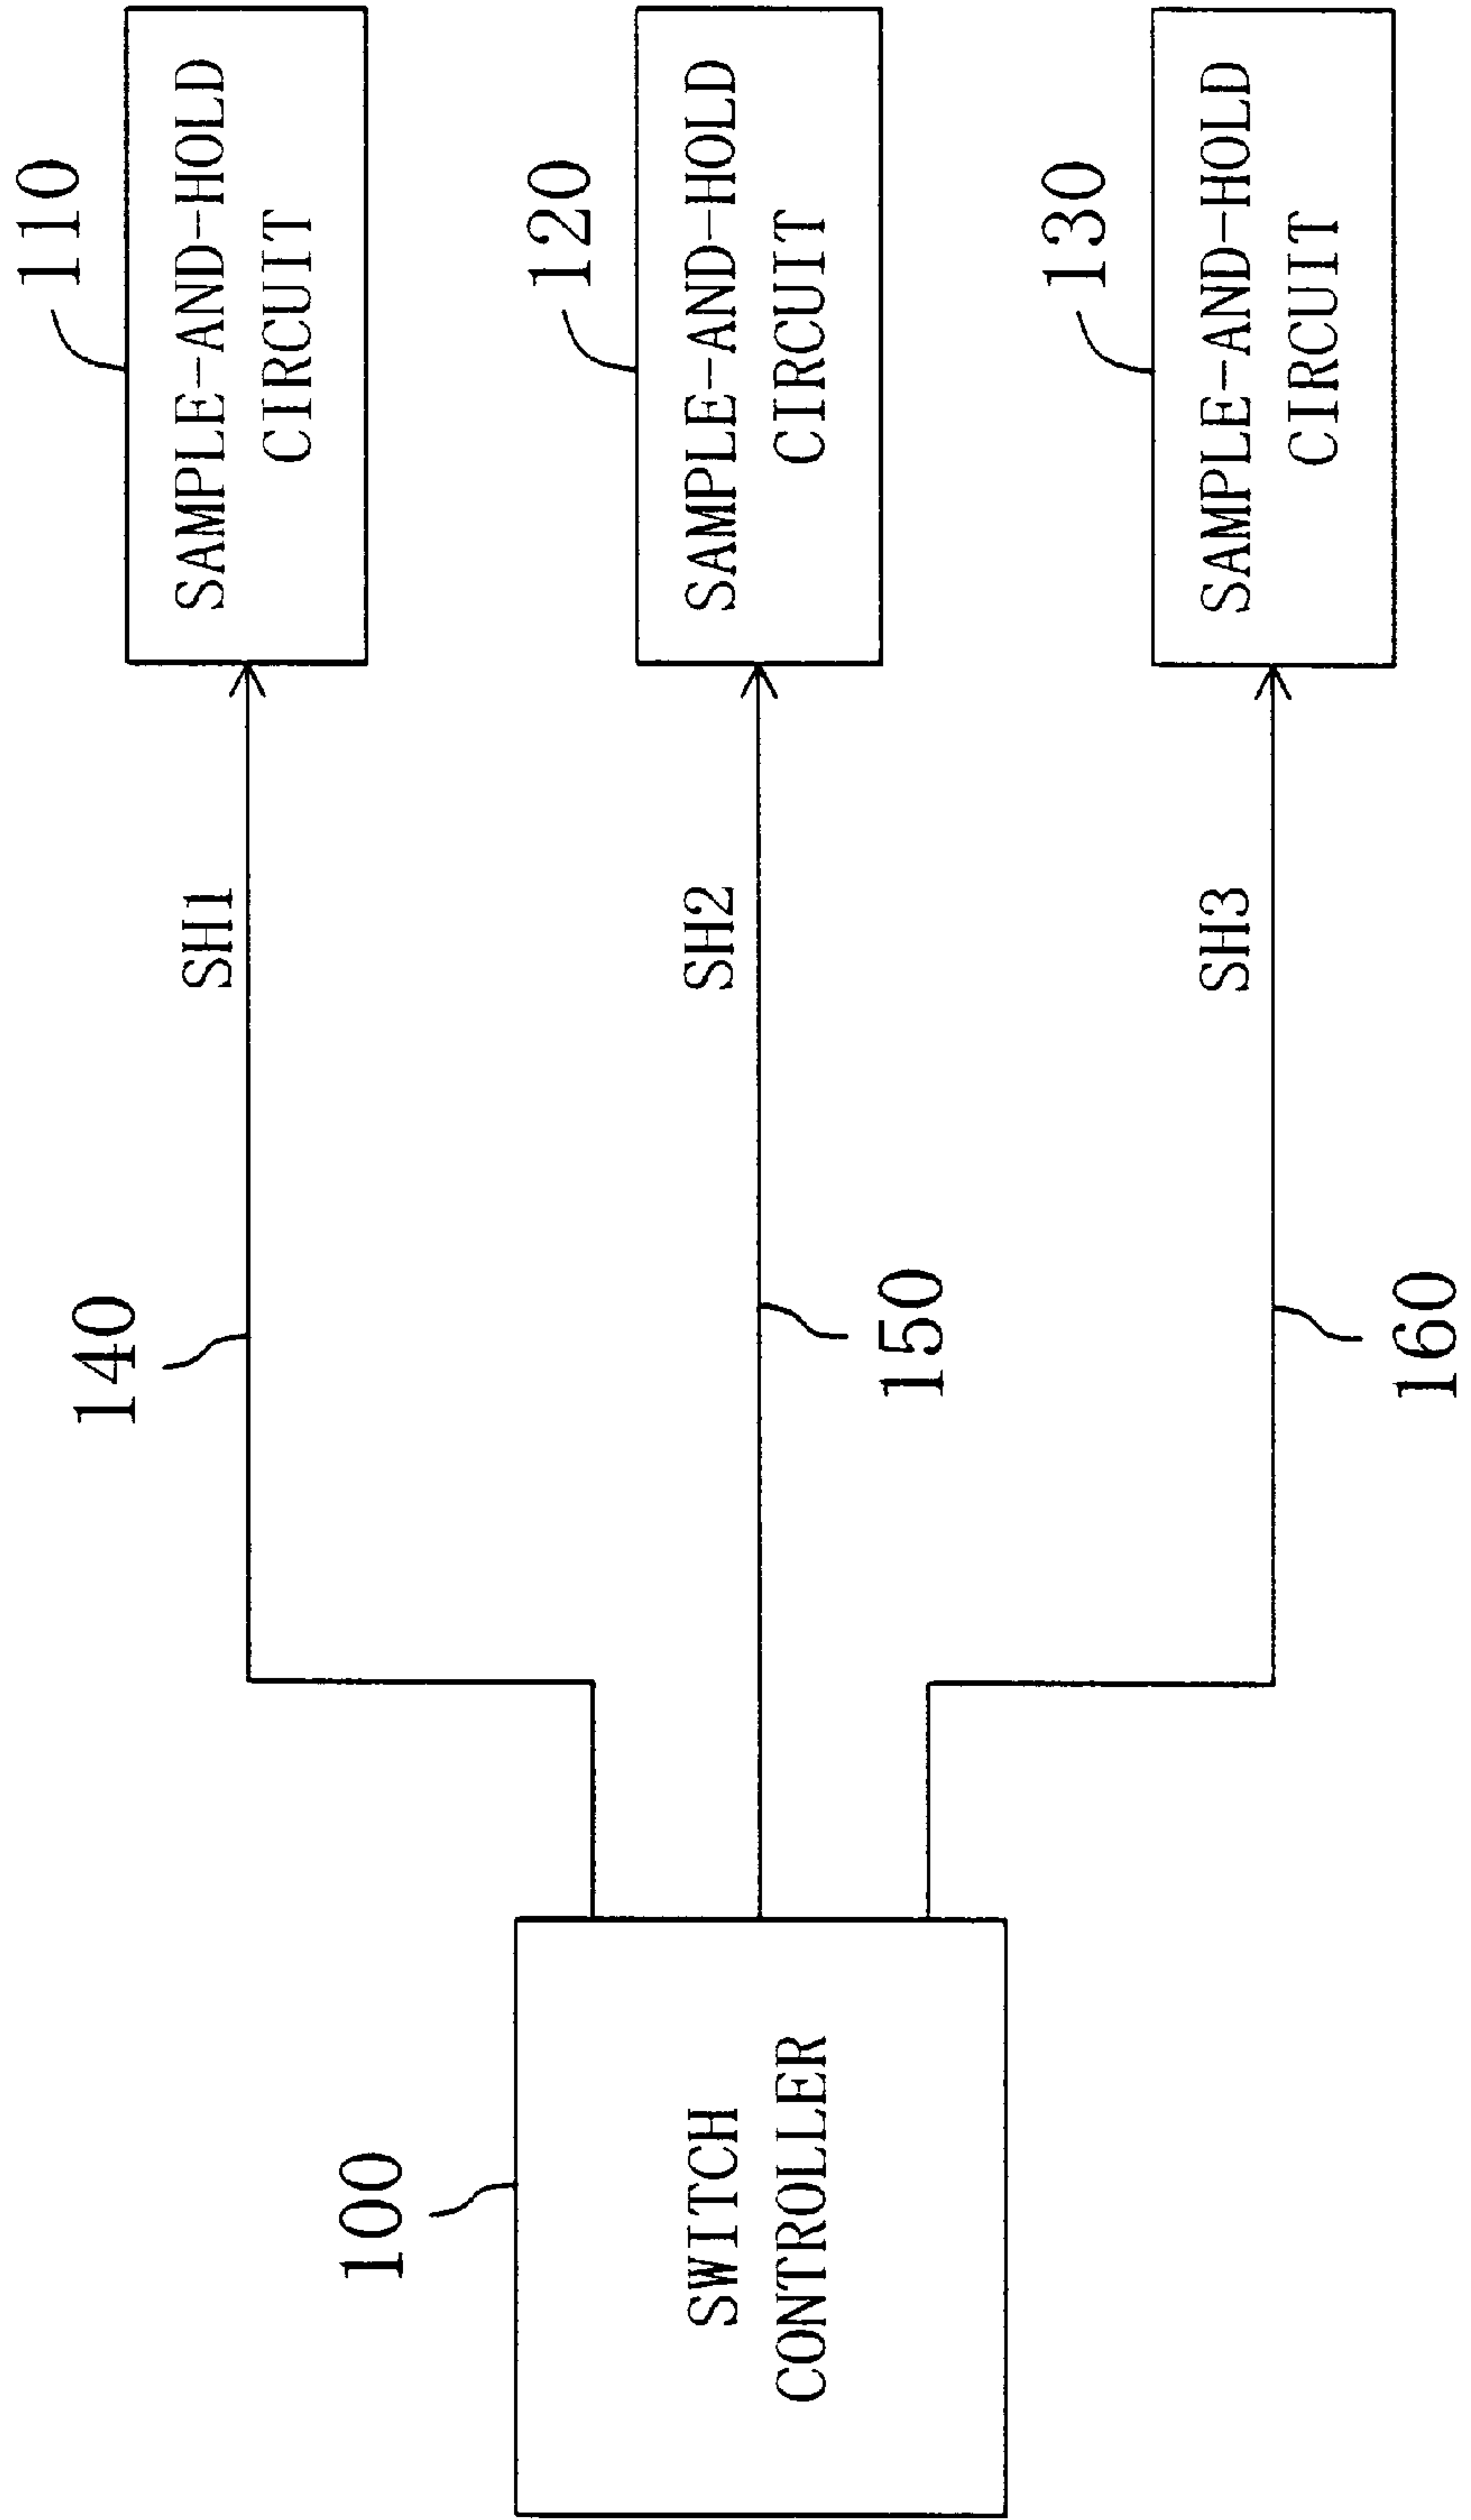 110
SAMPLE-AND-HOLD
CIRCUIT
140
SH1
120
SAMPLE-AND-HOLD
CIRCUIT
100
SWITCH
CONTROLLER
SH2
150
130
SAMPLE-AND-HOLD
CIRCUIT
SH3
160